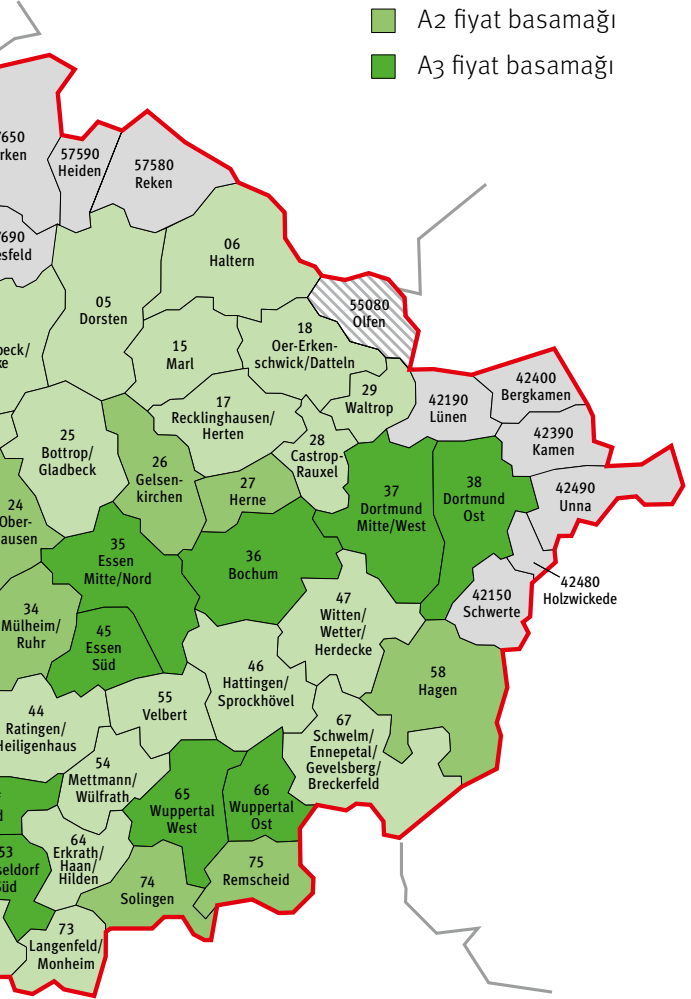 A2 fiyat basamağı
A3 fiyat basamağı
57590
Heiden
57580
Reken
06
Haltern
05
Dorsten
55080
Olfen
15
Marl
18
Oer-Erken-
schwick/Datteln
29
Waltrop
42190
Lünen
42400
Bergkamen
17
Recklinghausen/
Herten
42390
Kamen
25
Bottrop/
Gladbeck
28
Castrop-
Rauxel
26
Gelsen-
kirchen
27
Herne
37
Dortmund
Mitte/West
38
Dortmund
Ost
42490
Unna
24
Ober-
ausen
35
Essen
Mitte/Nord
36
Bochum
42480
Holzwickede
42150
Schwerte
34
Mülheim/
Ruhr
47
Witten/
Wetter/
Herdecke
45
Essen
Süd
46
Hattingen/
Sprockhövel
58
Hagen
44
Ratingen/
Heiligenhaus
55
Velbert
67
Schwelm/
Ennepetal/
Gevelsberg/
Breckerfeld
54
Mettmann/
Wülfrath
65
Wuppertal
West
66
Wuppertal
Ost
64
Erkrath/
Haan/
Hilden
53
seldorf
Süd
74
Solingen
75
Remscheid
73
Langenfeld/
Monheim